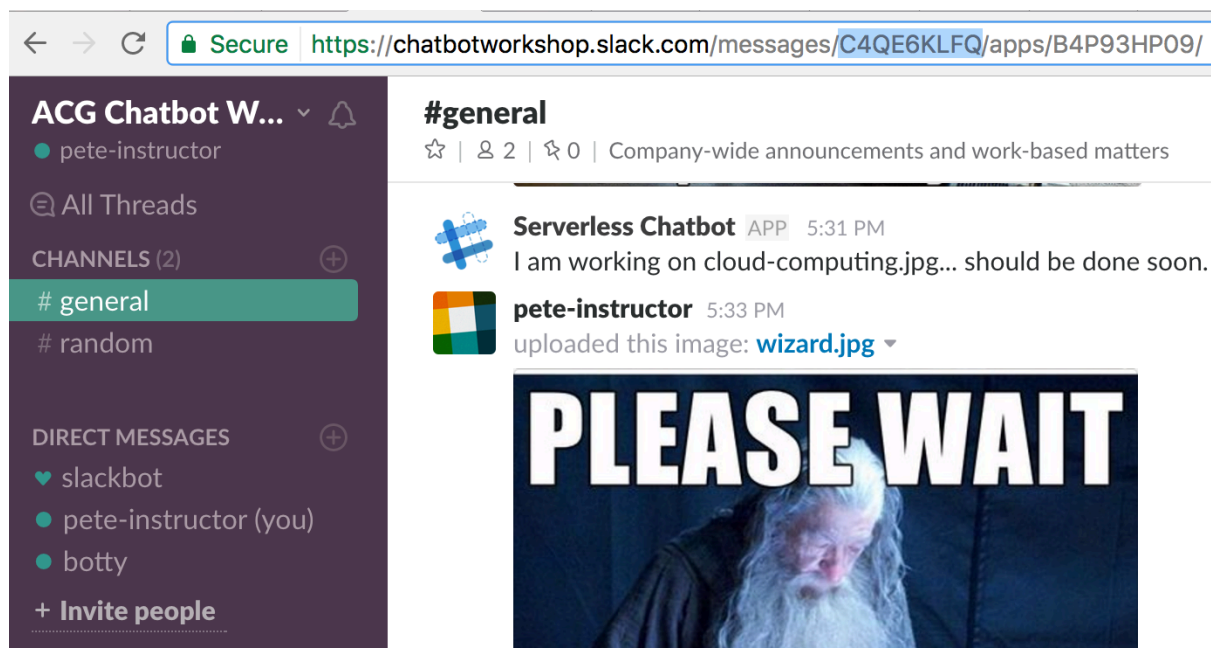 Secure https://chatbotworkshop.slack.com/messages/C4QE6KLFQ/apps/B4P93HP09/
ACG Chatbot W...
pete-instructor
All Threads
CHANNELS (2)
# general
# random
DIRECT MESSAGES
slackbot
pete-instructor (you)
botty
+ Invite people
#general
2 | 0 | Company-wide announcements and work-based matters
Serverless Chatbot APP 5:31 PM
I am working on cloud-computing.jpg... should be done soon.
pete-instructor 5:33 PM
uploaded this image: wizard.jpg
PLEASE WAIT